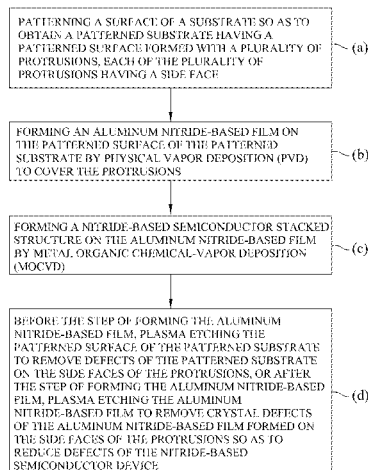 PATTERNING A SURFACE OF A SUBSTRATE SO AS TO
OBTAIN A PATTERNED SUBSTRATE HAVING A
PATTERNED SURFACE FORMED WITH A PLURALITY OF
PROTRUSIONS, EACH OF THE PLURALITY OF
PROTRUSIONS HAVING A SIDE FACE
(a)
FORMING AN ALUMINUM NITRIDE-BASED FILM ON
THE PATTERNED SURFACE OF THE PATTERNED
SUBSTRATE BY PHYSICAL VAPOR DEPOSITION (PVD)
TO COVER THE PROTRUSIONS
(b)
FORMING A NITRIDE-BASED SEMICONDUCTOR STACKED
STRUCTURE ON THE ALUMINUM NITRIDE-BASED FILM
BY METAL ORGANIC CHEMICAL-VAPOR DEPOSITION
(MOCVD)
(c)
BEFORE THE STEP OF FORMING THE ALUMINUM
NITRIDE-BASED FILM, PLASMA ETCHING THE
PATTERNED SURFACE OF THE PATTERNED SUBSTRATE
TO REMOVE DEFECTS OF THE PATTERNED SUBSTRATE
ON THE SIDE FACES OF THE PROTRUSIONS, OR AFTER
THE STEP OF FORMING THE ALUMINUM NITRIDE-BASED
FILM, PLASMA ETCHING THE ALUMINUM
NITRIDE-BASED FILM TO REMOVE CRYSTAL DEFECTS
OF THE ALUMINUM NITRIDE-BASED FILM FORMED ON
THE SIDE FACES OF THE PROTRUSIONS SO AS TO
REDUCE DEFECTS OF THE NITRIDE-BASED
SEMICONDUCTOR DEVICE
(d)